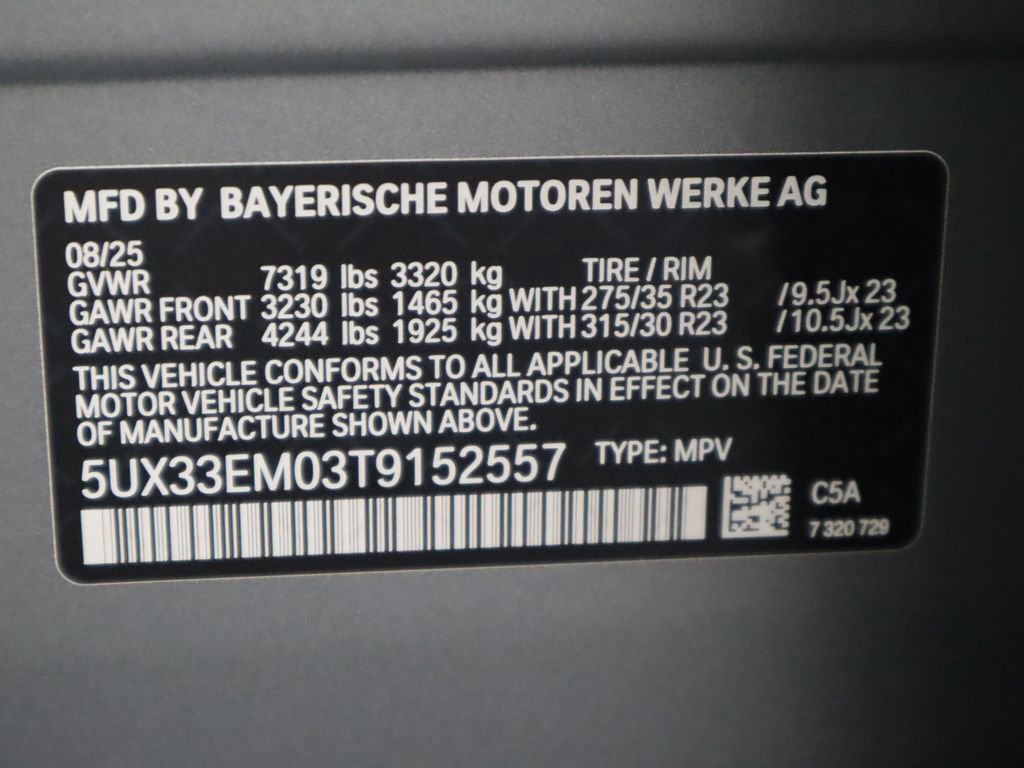 MFD BY BAYERISCHE MOTOREN WERKE AG
08/25
GVWR 7319 lbs 3320 kg TIRE / RIM
GAWR FRONT 3230 lbs 1465 kg WITH 275/35 R23 /9.5Jx 23
GAWR REAR 4244 lbs 1925 kg WITH 315/30 R23 /10.5Jx 23
THIS VEHICLE CONFORMS TO ALL APPLICABLE U. S. FEDERAL
MOTOR VEHICLE SAFETY STANDARDS IN EFFECT ON THE DATE
OF MANUFACTURE SHOWN ABOVE.
5UX33EM03T9152557 TYPE: MPV
C5A
7 320 729